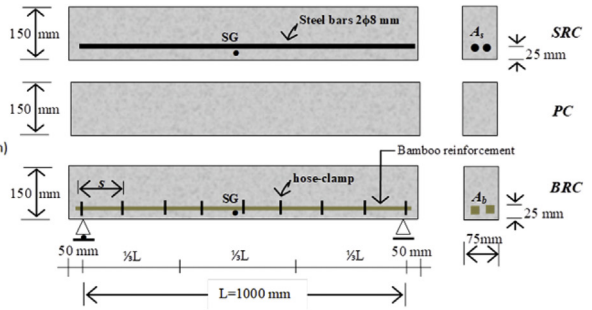 150 mm
SG
Steel bars 2ϕ8 mm
As
25 mm
SRC
150 mm
PC
n)
150 mm
s
SG
hose-clamp
Bamboo reinforcement
Ab
25 mm
BRC
50 mm
50 mm
75mm
⅓L
⅓L
⅓L
L=1000 mm